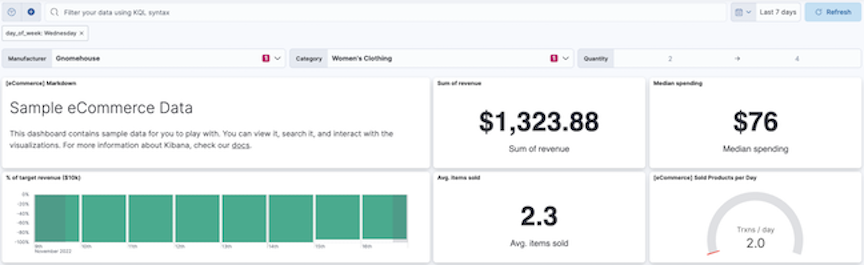 Filter your data using KQL syntax
Last 7 days
Refresh
day_of_week: Wednesday ×
Manufacturer Gnomehouse 1
Category Women's Clothing 1
Quantity 2 → 4
[eCommerce] Markdown
Sample eCommerce Data
This dashboard contains sample data for you to play with. You can view it, search it, and interact with the
visualizations. For more information about Kibana, check our docs.
Sum of revenue
$1,323.88
Sum of revenue
Median spending
$76
Median spending
% of target revenue ($10k)
0%
-20%
-40%
-60%
-80%
-100%
9th 10th 11th 12th 13th 14th 15th 16th
November 2022
Avg. items sold
2.3
Avg. items sold
[eCommerce] Sold Products per Day
Trxns / day
2.0